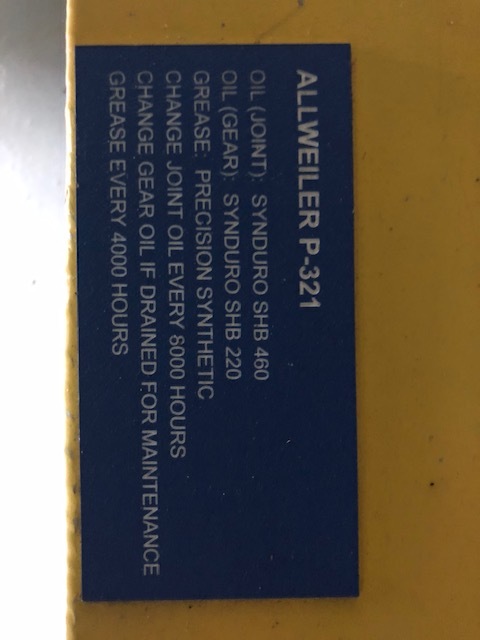 ALLWEILER P-321
OIL (JOINT): SYNDURO SHB 460
OIL (GEAR): SYNDURO SHB 220
GREASE: PRECISION SYNTHETIC
CHANGE JOINT OIL EVERY 8000 HOURS
CHANGE GEAR OIL IF DRAINED FOR MAINTENANCE
GREASE EVERY 4000 HOURS